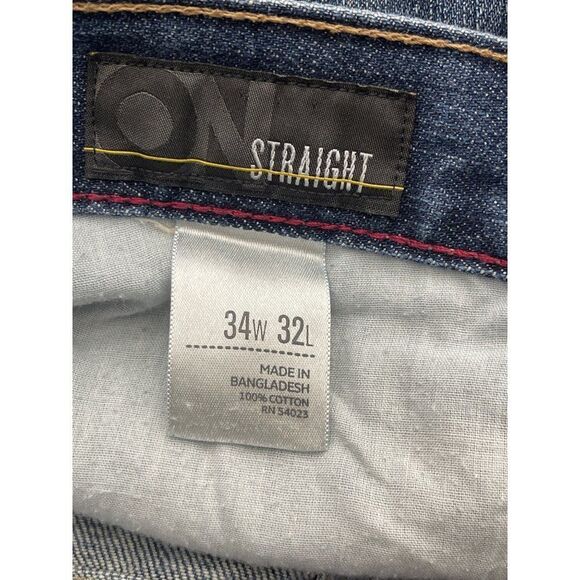 ON
STRAIGHT
34W 32L
MADE IN
BANGLADESH
100% COTTON
RN 54023